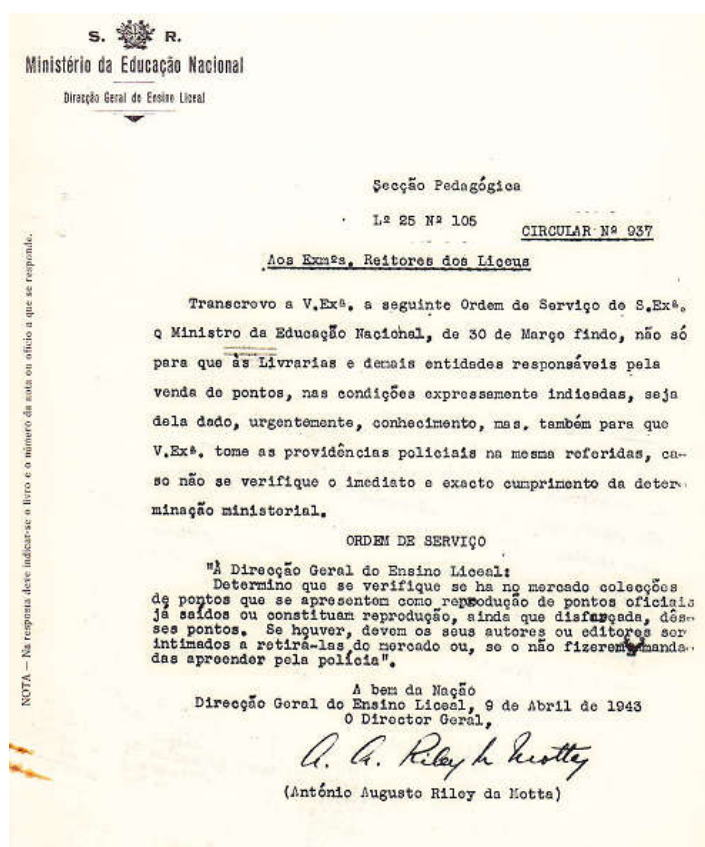 S. R.
Ministério da Educação Nacional
Direcção Geral do Ensino Liceal
Secção Pedagógica
Lº 25 Nº 105
CIRCULAR Nº 937
Aos Exmºs. Reitores dos Liceus
Transcrevo a V.Exª. a seguinte Ordem de Serviço de S.Exª.
o Ministro da Educação Nacional, de 30 de Março findo, não só
para que às Livrarias e demais entidades responsáveis pela
venda de pontos, nas condições expressamente indicadas, seja
dela dado, urgentemente, conhecimento, mas. também para que
V.Exª. tome as providências policiais na mesma referidas, ca-
so não se verifique o imediato e exacto cumprimento da deter-
minação ministerial.
ORDEM DE SERVIÇO
"À Direcção Geral do Ensino Liceal:
Determino que se verifique se ha no mercado colecções
de pontos que se apresentem como reprodução de pontos oficiais
já saídos ou constituam reprodução, ainda que disfarçada, dês-
ses pontos. Se houver, devem os seus autores ou editores ser
intimados a retirá-las do mercado ou, se o não fizerem, manda-
das apreender pela polícia".
A bem da Nação
Direcção Geral do Ensino Liceal, 9 de Abril de 1943
O Director Geral,
A. A. Riley da Motta
(António Augusto Riley da Motta)
NOTA — Na resposta deve indicar-se o livro e o número da nota ou ofício a que se responde.